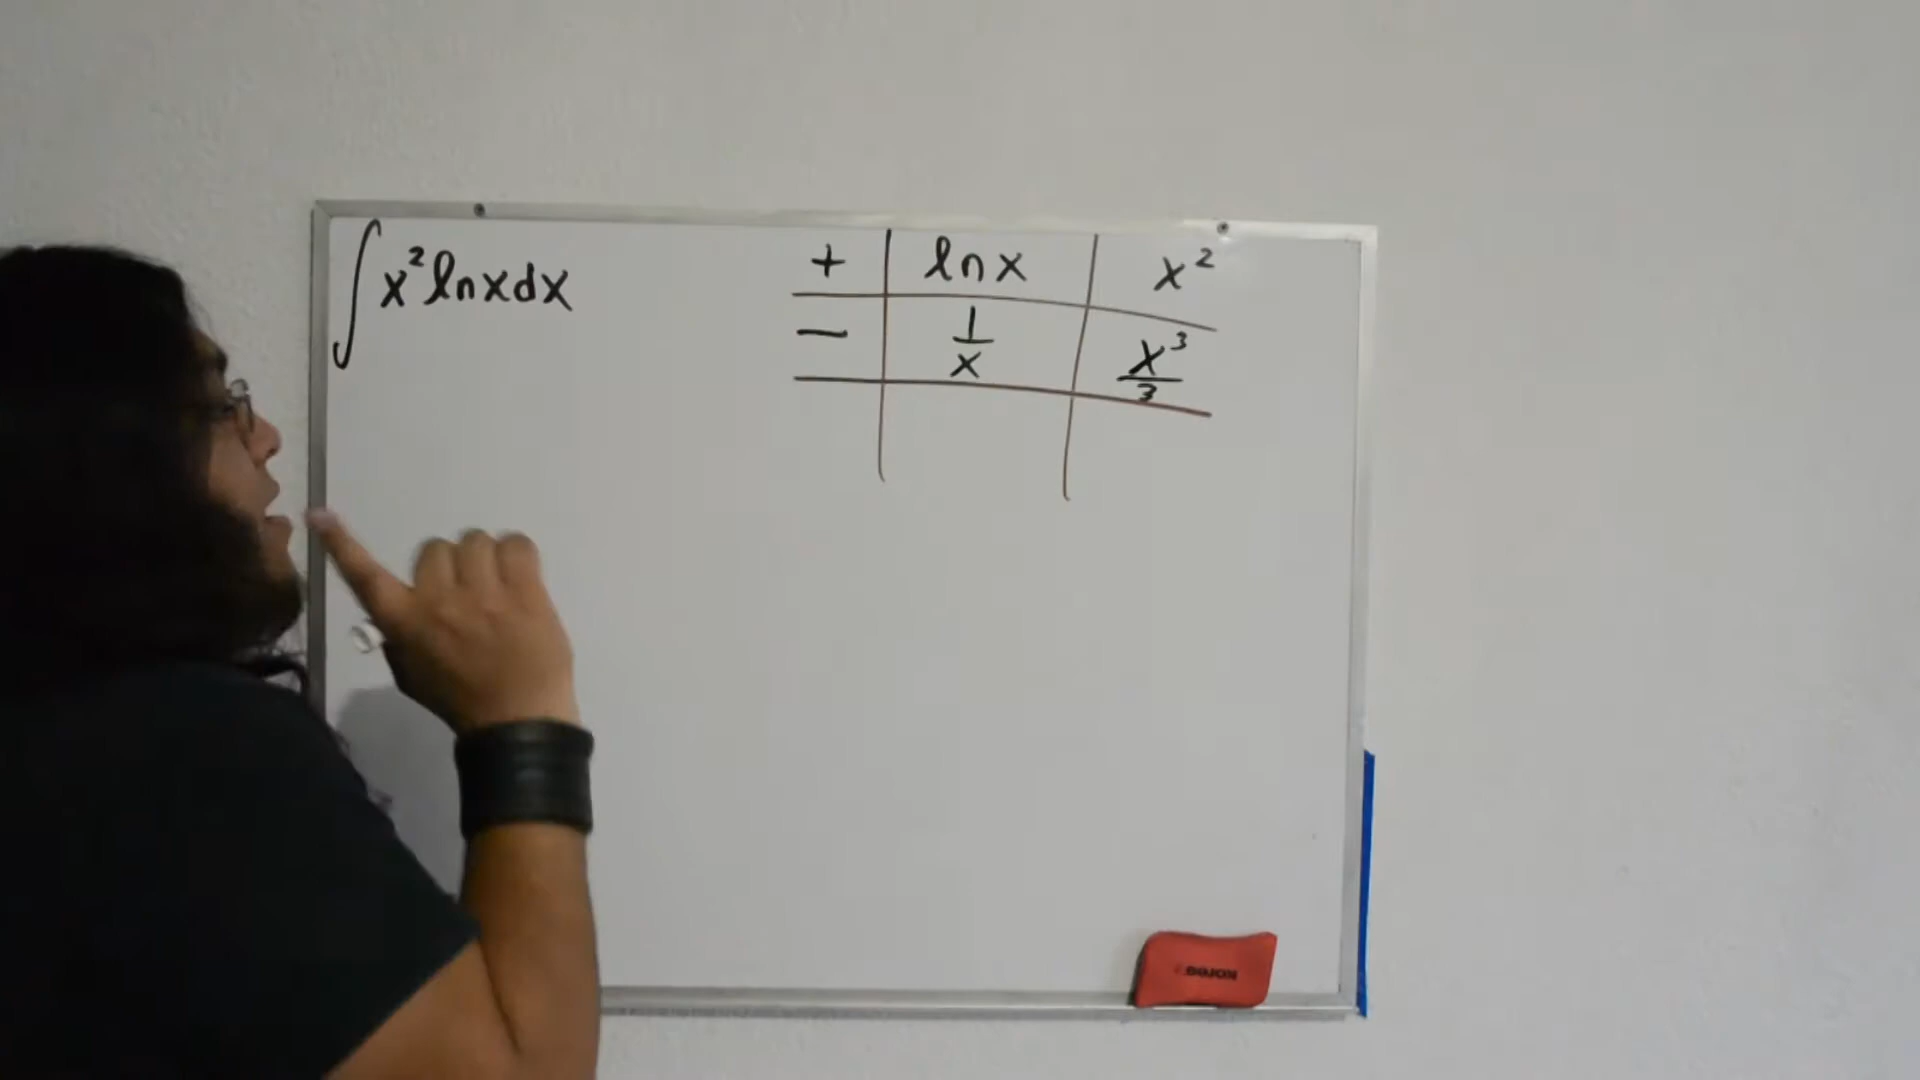 ∫x²lnxdx
+ | lnx | x²
− | 1/x | x³/3